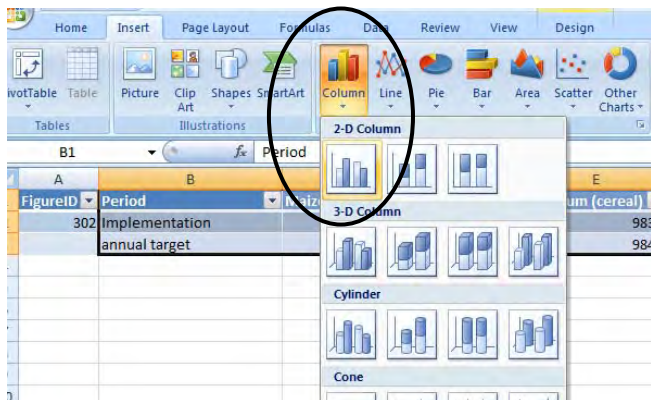 Home Insert Page Layout Formulas Data Review View Design
PivotTable Table Picture Clip Art Shapes SmartArt Column Line Pie Bar Area Scatter Other Charts
Tables Illustrations
2-D Column
B1 fx Period
A B E
FigureID Period Maiz um (cereal)
302 Implementation 983
annual target 984
3-D Column
Cylinder
Cone